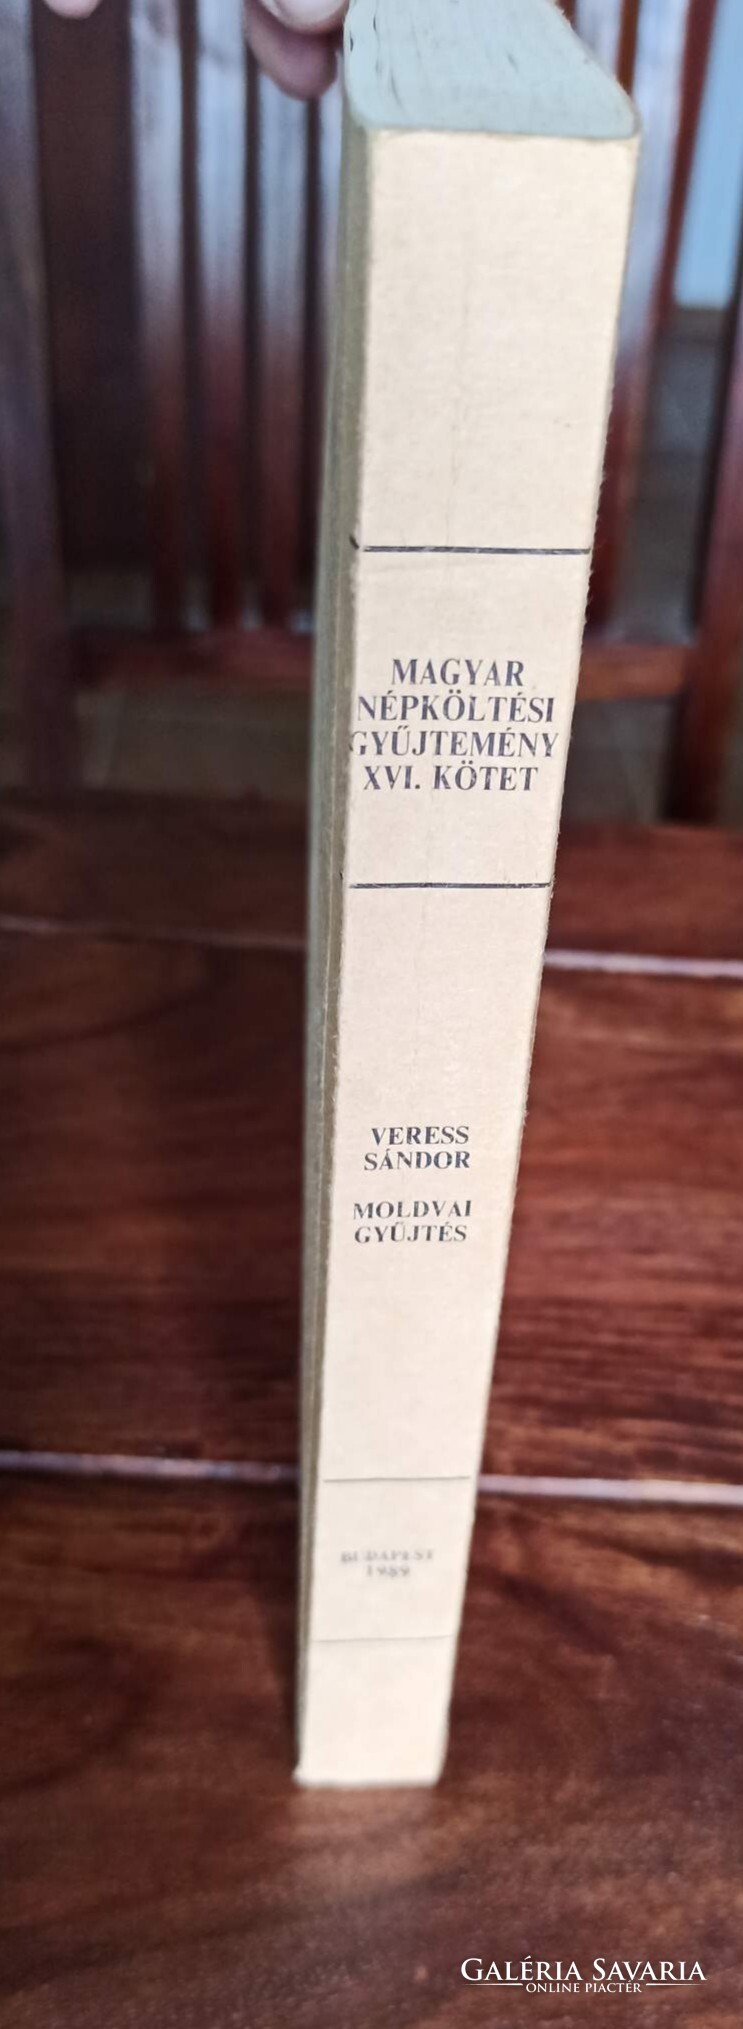 MAGYAR
NÉPKÖLTÉSI
GYŰJTEMÉNY
XVI. KÖTET
VERESS
SÁNDOR
MOLDVAI
GYŰJTÉS
BUDAPEST
1989
GALÉRIA SAVARIA
ONLINE PIACTÉR